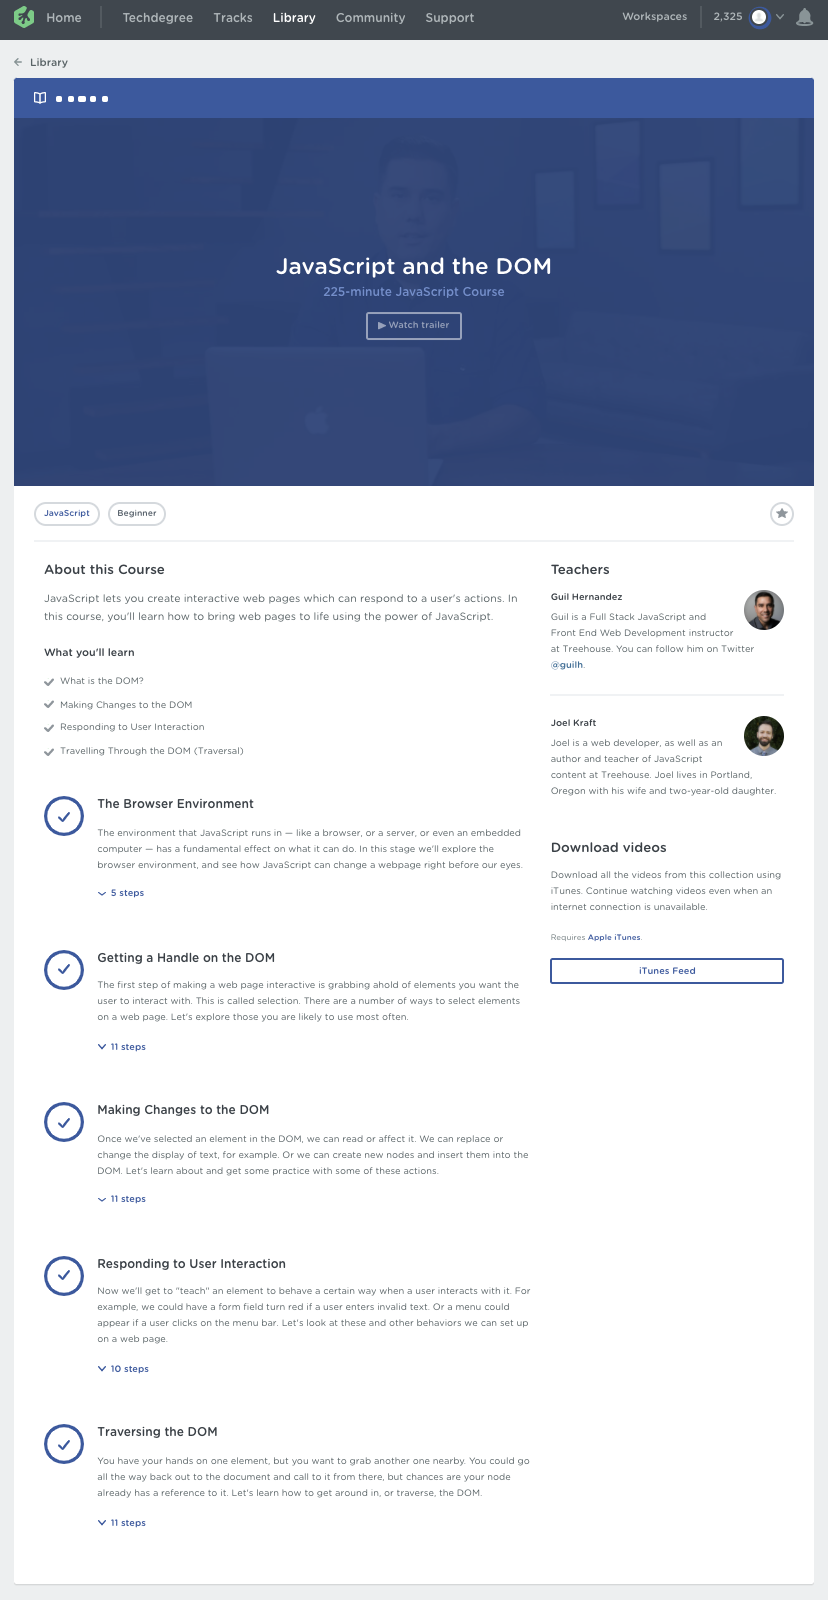 Home
Techdegree
Tracks
Library
Community
Support
Workspaces
2,325
Library
JavaScript and the DOM
225-minute JavaScript Course
Watch trailer
JavaScript
Beginner
About this Course
JavaScript lets you create interactive web pages which can respond to a user's actions. In
this course, you'll learn how to bring web pages to life using the power of JavaScript.
What you'll learn
What is the DOM?
Making Changes to the DOM
Responding to User Interaction
Travelling Through the DOM (Traversal)
The Browser Environment
The environment that JavaScript runs in — like a browser, or a server, or even an embedded
computer — has a fundamental effect on what it can do. In this stage we'll explore the
browser environment, and see how JavaScript can change a webpage right before our eyes.
5 steps
Getting a Handle on the DOM
The first step of making a web page interactive is grabbing ahold of elements you want the
user to interact with. This is called selection. There are a number of ways to select elements
on a web page. Let's explore those you are likely to use most often.
11 steps
Making Changes to the DOM
Once we've selected an element in the DOM, we can read or affect it. We can replace or
change the display of text, for example. Or we can create new nodes and insert them into the
DOM. Let's learn about and get some practice with some of these actions.
11 steps
Responding to User Interaction
Now we'll get to "teach" an element to behave a certain way when a user interacts with it. For
example, we could have a form field turn red if a user enters invalid text. Or a menu could
appear if a user clicks on the menu bar. Let's look at these and other behaviors we can set up
on a web page.
10 steps
Traversing the DOM
You have your hands on one element, but you want to grab another one nearby. You could go
all the way back out to the document and call to it from there, but chances are your node
already has a reference to it. Let's learn how to get around in, or traverse, the DOM.
11 steps
Teachers
Guil Hernandez
Guil is a Full Stack JavaScript and
Front End Web Development instructor
at Treehouse. You can follow him on Twitter
@guilh.
Joel Kraft
Joel is a web developer, as well as an
author and teacher of JavaScript
content at Treehouse. Joel lives in Portland,
Oregon with his wife and two-year-old daughter.
Download videos
Download all the videos from this collection using
iTunes. Continue watching videos even when an
internet connection is unavailable.
Requires Apple iTunes.
iTunes Feed